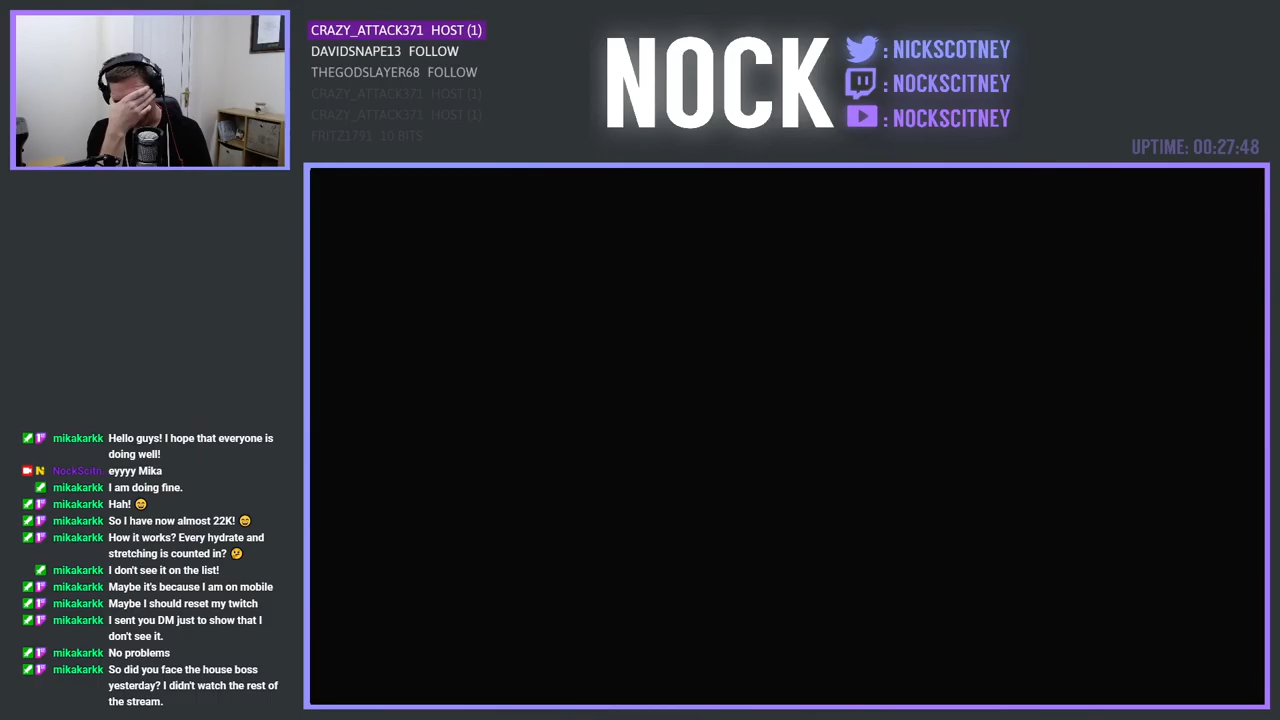 CRAZY_ATTACK371 HOST (1)
DAVIDSNAPE13 FOLLOW
THEGODSLAYER68 FOLLOW
CRAZY_ATTACK371 HOST (1)
CRAZY_ATTACK371 HOST (1)
FRITZ1791 10 BITS
NOCK
: NICKSCOTNEY
: NOCKSCITNEY
: NOCKSCITNEY
UPTIME: 00:27:48
mikakarkk Hello guys! I hope that everyone is
doing well!
NockScitn. eyyyy Mika
mikakarkk I am doing fine.
mikakarkk Hah! 😄
mikakarkk So I have now almost 22K! 😄
mikakarkk How it works? Every hydrate and
stretching is counted in? 🤔
mikakarkk I don't see it on the list!
mikakarkk Maybe it's because I am on mobile
mikakarkk Maybe I should reset my twitch
mikakarkk I sent you DM just to show that I
don't see it.
mikakarkk No problems
mikakarkk So did you face the house boss
yesterday? I didn't watch the rest of
the stream.